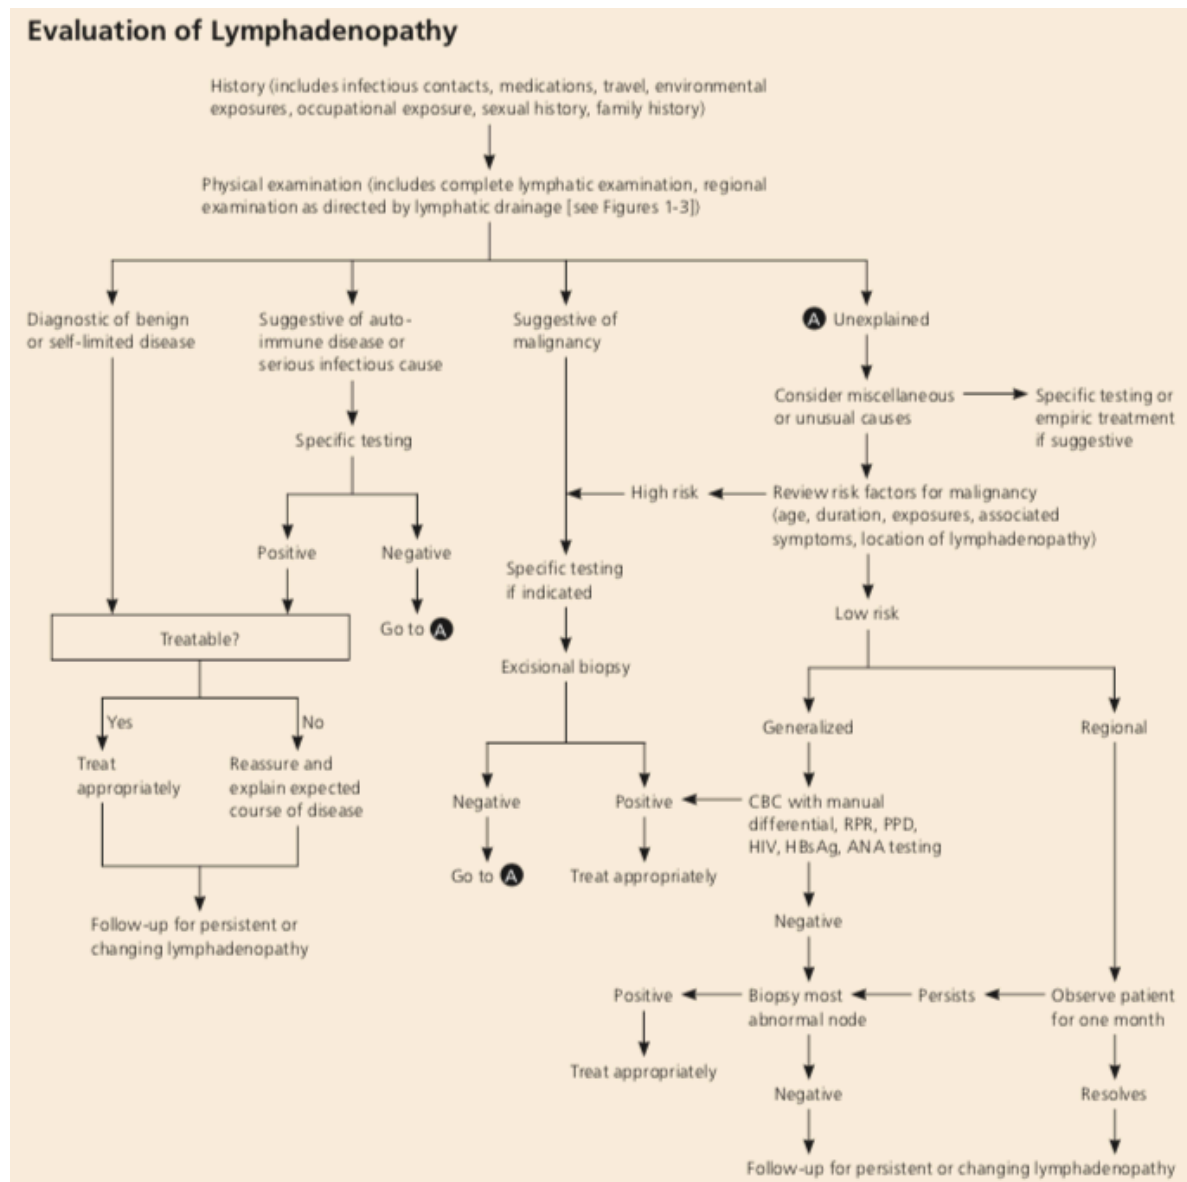 Evaluation of Lymphadenopathy
History (includes infectious contacts, medications, travel, environmental
exposures, occupational exposure, sexual history, family history)
Physical examination (includes complete lymphatic examination, regional
examination as directed by lymphatic drainage [see Figures 1-3])
Diagnostic of benign
or self-limited disease
Suggestive of auto-
immune disease or
serious infectious cause
Suggestive of
malignancy
A Unexplained
Consider miscellaneous
or unusual causes
Specific testing or
empiric treatment
if suggestive
Specific testing
High risk
Review risk factors for malignancy
(age, duration, exposures, associated
symptoms, location of lymphadenopathy)
Positive
Negative
Specific testing
if indicated
Low risk
Treatable?
Go to A
Excisional biopsy
Yes
No
Generalized
Regional
Treat
appropriately
Reassure and
explain expected
course of disease
Negative
Positive
CBC with manual
differential, RPR, PPD,
HIV, HBsAg, ANA testing
Go to A
Treat appropriately
Follow-up for persistent or
changing lymphadenopathy
Negative
Positive
Biopsy most
abnormal node
Persists
Observe patient
for one month
Treat appropriately
Negative
Resolves
Follow-up for persistent or changing lymphadenopathy